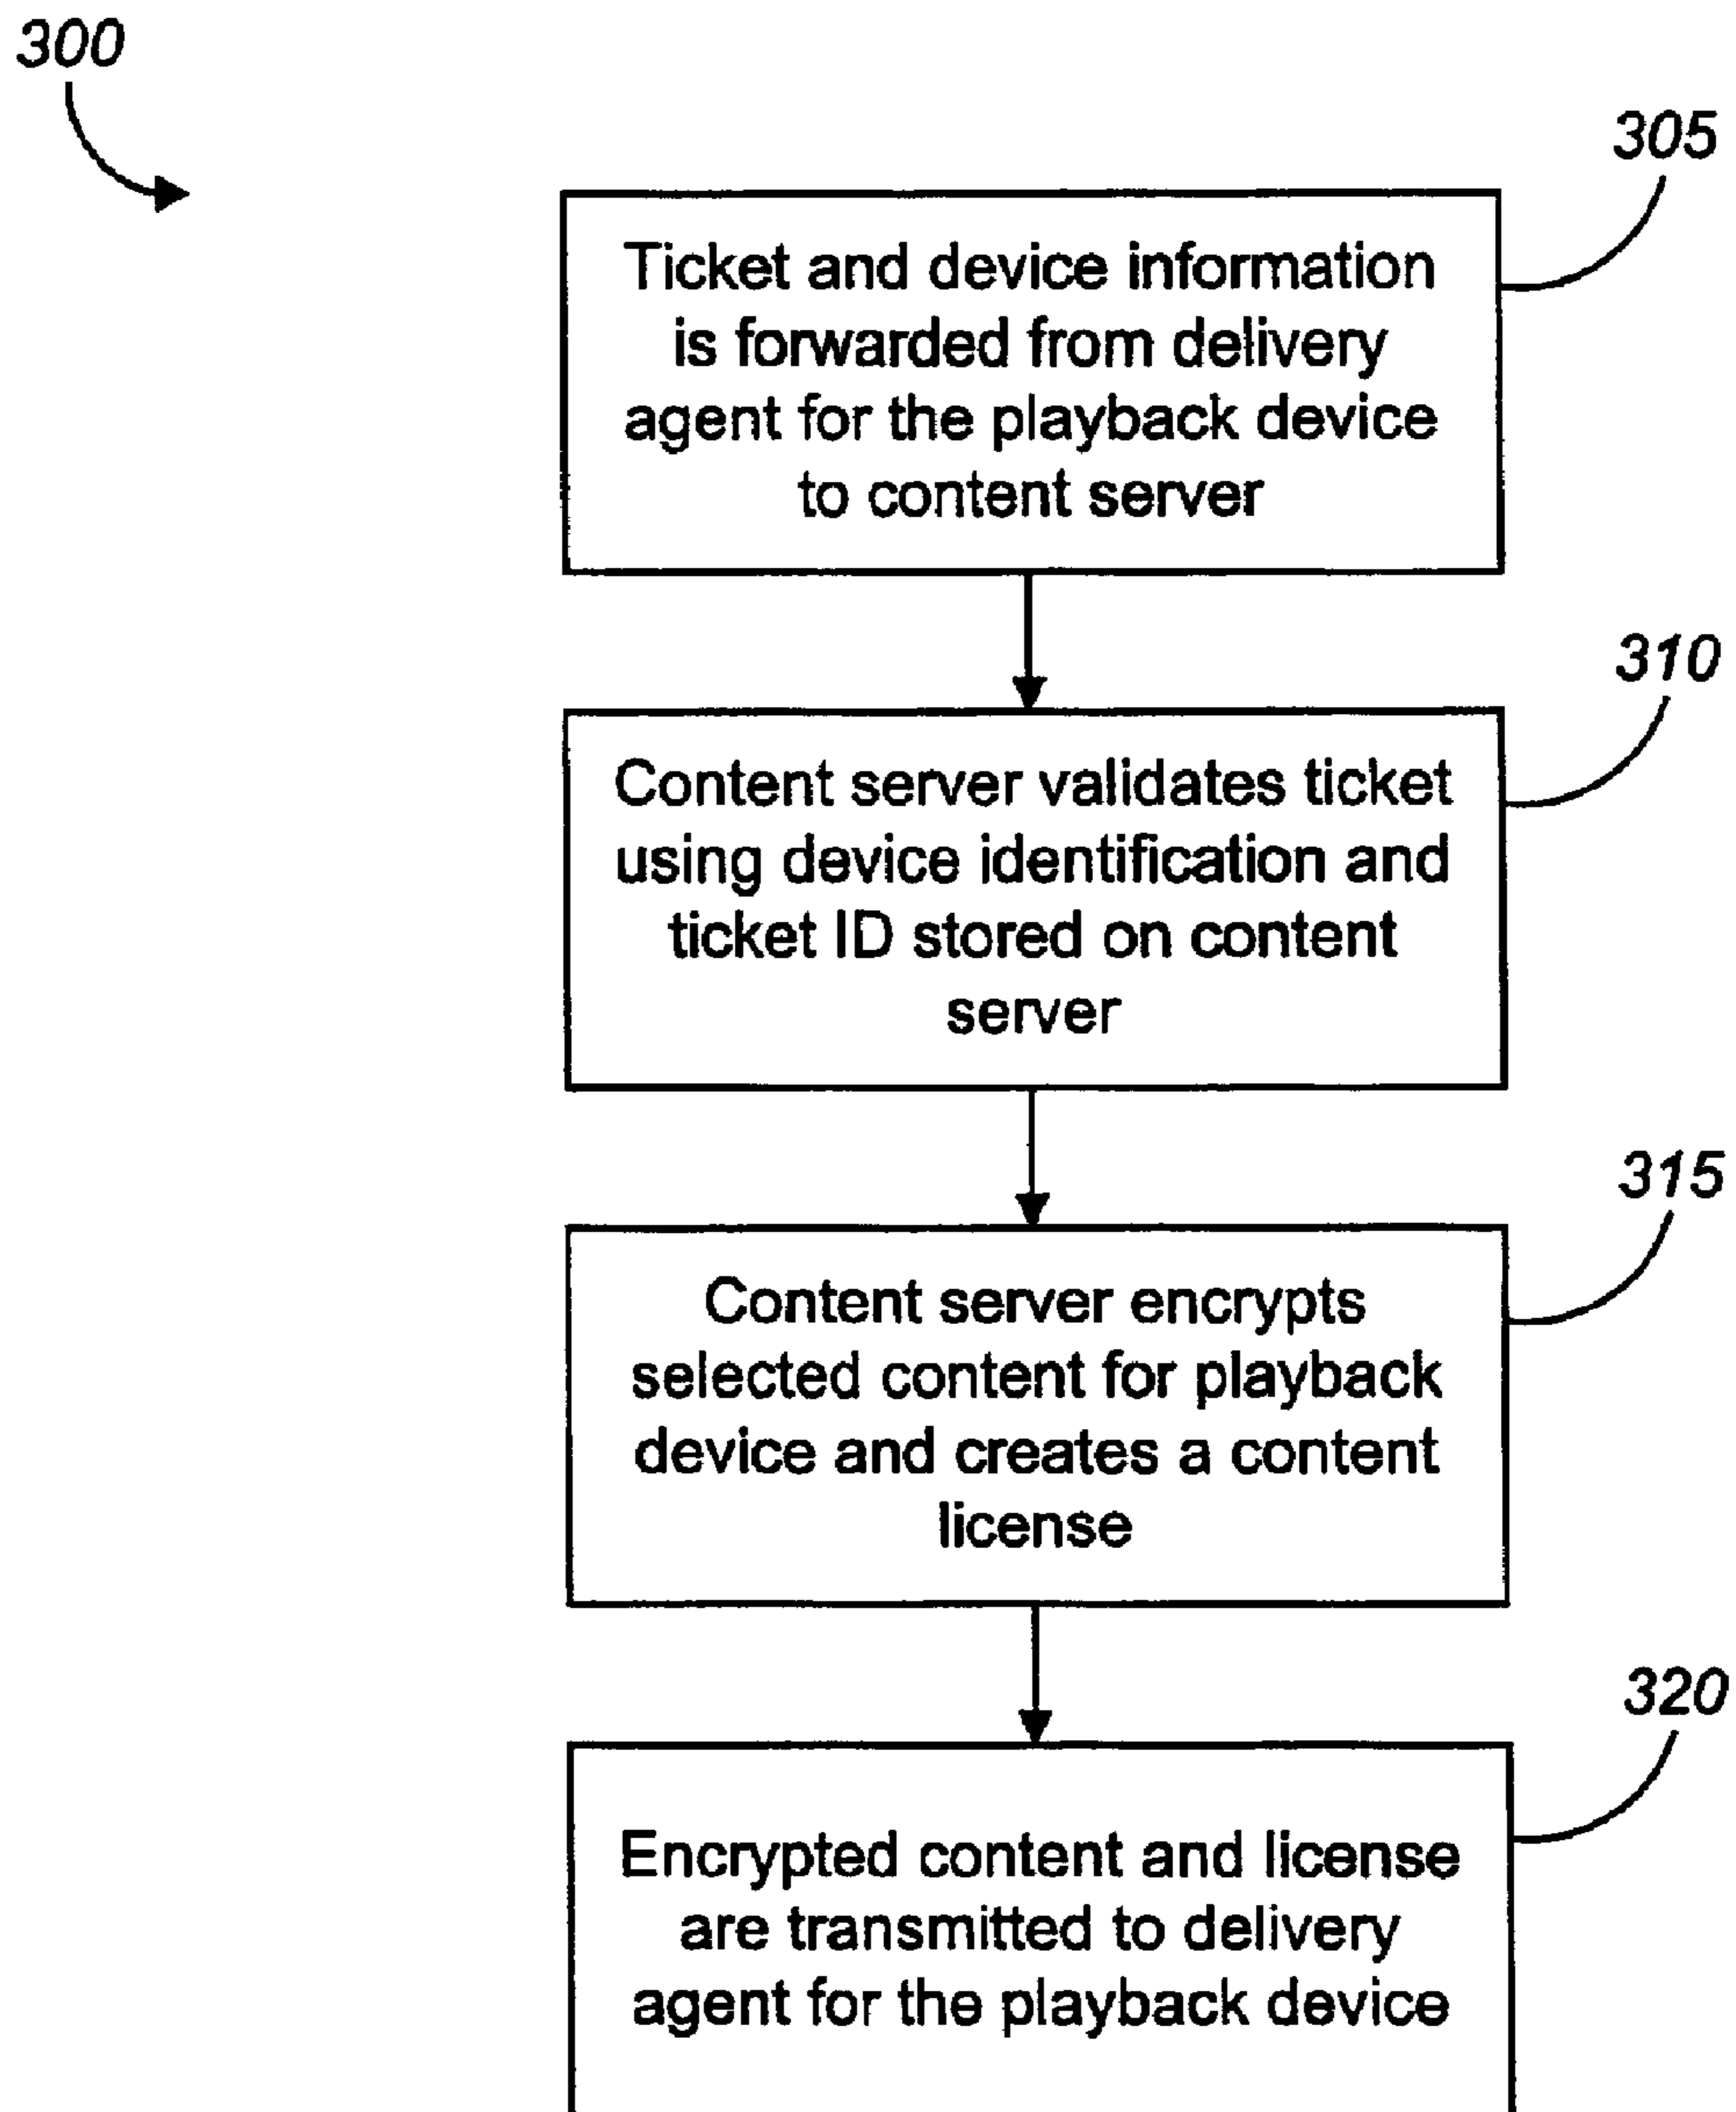 300
305
Ticket and device information
is forwarded from delivery
agent for the playback device
to content server
310
Content server validates ticket
using device identification and
ticket ID stored on content
server
315
Content server encrypts
selected content for playback
device and creates a content
license
320
Encrypted content and license
are transmitted to delivery
agent for the playback device